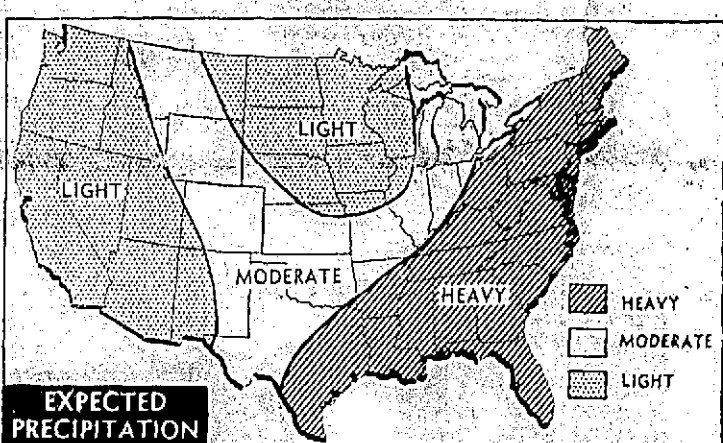 LIGHT
LIGHT
MODERATE
HEAVY
HEAVY
MODERATE
LIGHT
EXPECTED
PRECIPITATION